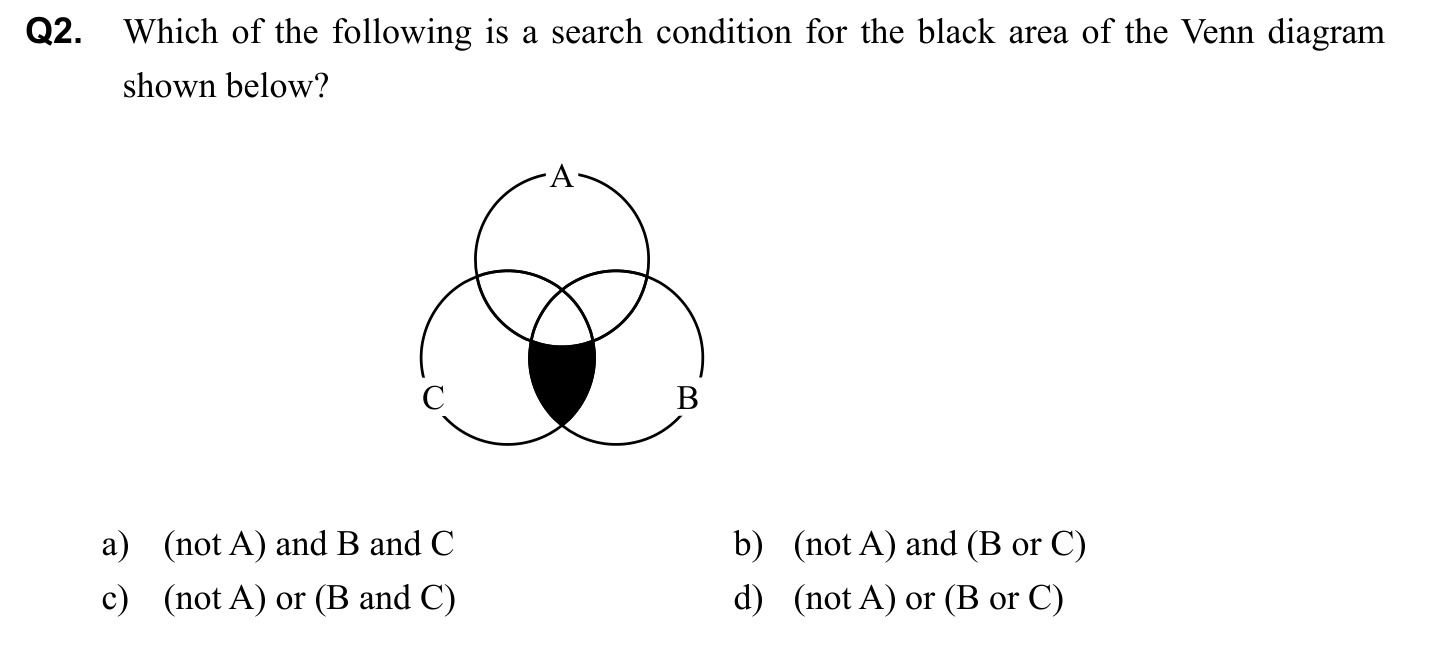 Q2. Which of the following is a search condition for the black area of the Venn diagram
shown below?
A
C
B
a) (not A) and B and C
b) (not A) and (B or C)
c) (not A) or (B and C)
d) (not A) or (B or C)